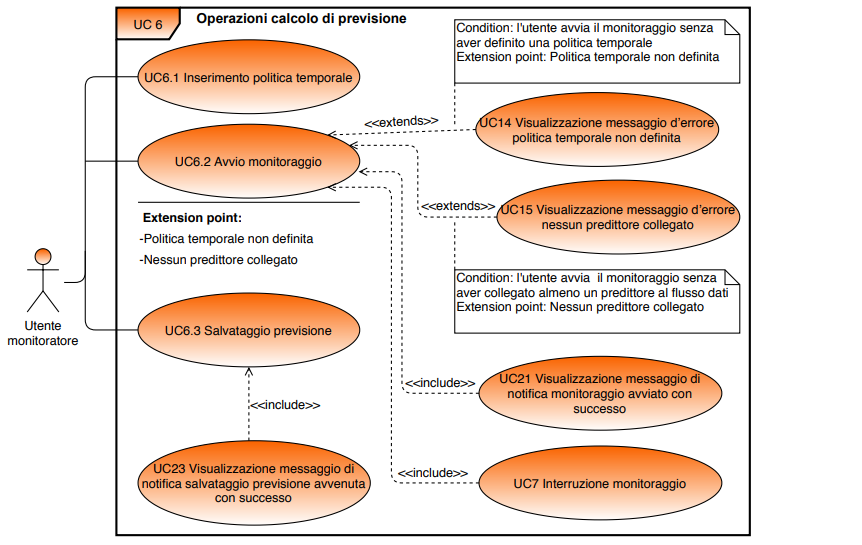 UC 6
Operazioni calcolo di previsione
Condition: l'utente avvia il monitoraggio senza
aver definito una politica temporale
Extension point: Politica temporale non definita
UC6.1 Inserimento politica temporale
<<extends>>
UC14 Visualizzazione messaggio d'errore
politica temporale non definita
UC6.2 Avvio monitoraggio
<<extends>>
UC15 Visualizzazione messaggio d'errore
nessun predittore collegato
Extension point:
-Politica temporale non definita
-Nessun predittore collegato
Condition: l'utente avvia  il monitoraggio senza
aver collegato almeno un predittore al flusso dati
Extension point: Nessun predittore collegato
Utente
monitoratore
UC6.3 Salvataggio previsione
<<include>>
UC21 Visualizzazione messaggio di
notifica monitoraggio avviato con
successo
<<include>>
UC23 Visualizzazione messaggio di
notifica salvataggio previsione avvenuta
con successo
<<include>>
UC7 Interruzione monitoraggio